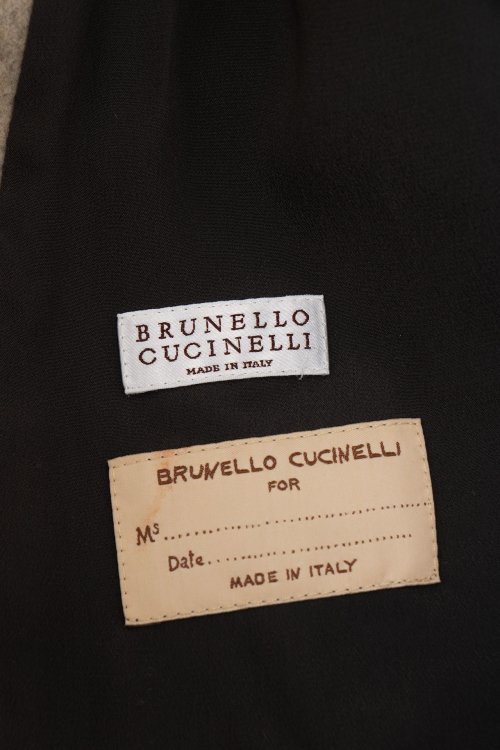 BRUNELLO
CUCINELLI
MADE IN ITALY
BRUNELLO CUCINELLI
FOR
Ms...............................
Date.........................
MADE IN ITALY